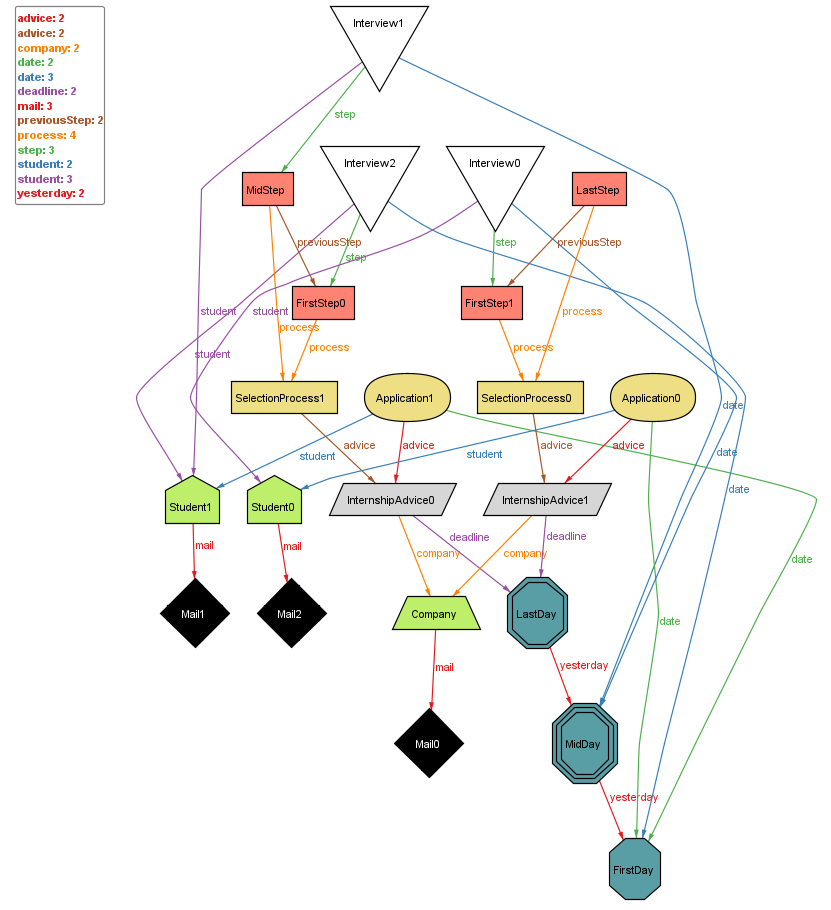 advice: 2
advice: 2
company: 2
date: 2
date: 3
deadline: 2
mail: 3
previousStep: 2
process: 4
step: 3
student: 2
student: 3
yesterday: 2
Interview1
step
Interview2
Interview0
MidStep
LastStep
previousStep
step
step
previousStep
FirstStep0
FirstStep1
student
student
process
process
process
process
student
SelectionProcess1
Application1
SelectionProcess0
Application0
date
student
advice
advice
student
advice
advice
date
date
Student1
Student0
InternshipAdvice0
InternshipAdvice1
mail
mail
deadline
company
company
deadline
date
Mail1
Mail2
Company
LastDay
date
mail
yesterday
Mail0
MidDay
yesterday
FirstDay